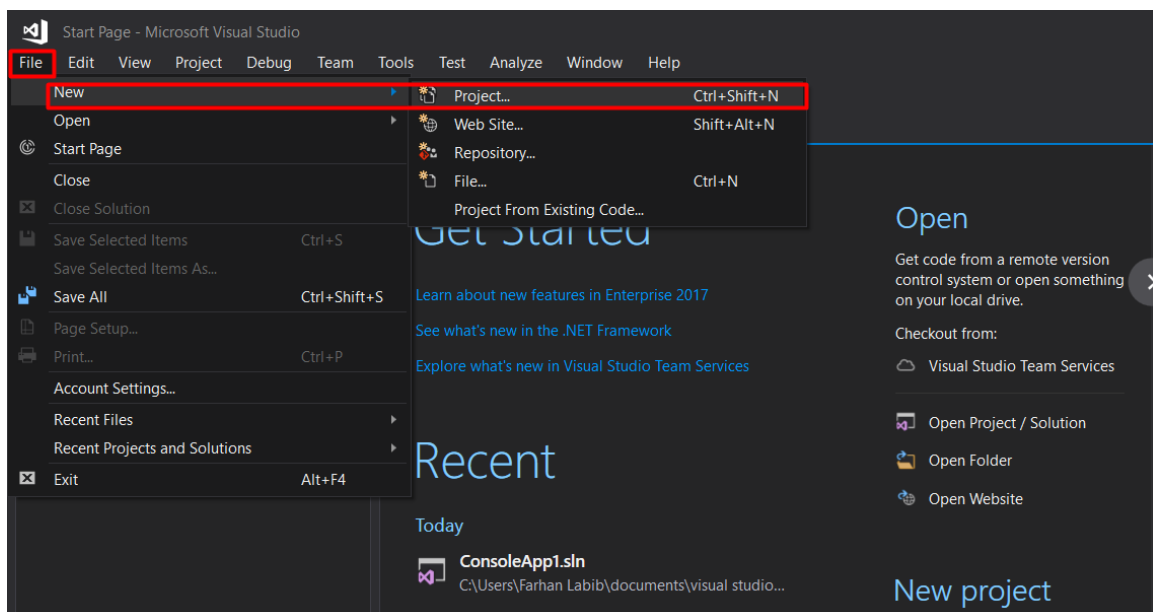 Start Page - Microsoft Visual Studio
File Edit View Project Debug Team Tools Test Analyze Window Help
New
Open
Start Page
Close
Close Solution
Save Selected Items Ctrl+S
Save Selected Items As...
Save All Ctrl+Shift+S
Page Setup...
Print... Ctrl+P
Account Settings...
Recent Files
Recent Projects and Solutions
Exit Alt+F4
Project... Ctrl+Shift+N
Web Site... Shift+Alt+N
Repository...
File... Ctrl+N
Project From Existing Code...
Get Started
Learn about new features in Enterprise 2017
See what's new in the .NET Framework
Explore what's new in Visual Studio Team Services
Recent
Today
ConsoleApp1.sln
C:\Users\Farhan Labib\documents\visual studio...
Open
Get code from a remote version
control system or open something
on your local drive.
Checkout from:
Visual Studio Team Services
Open Project / Solution
Open Folder
Open Website
New project